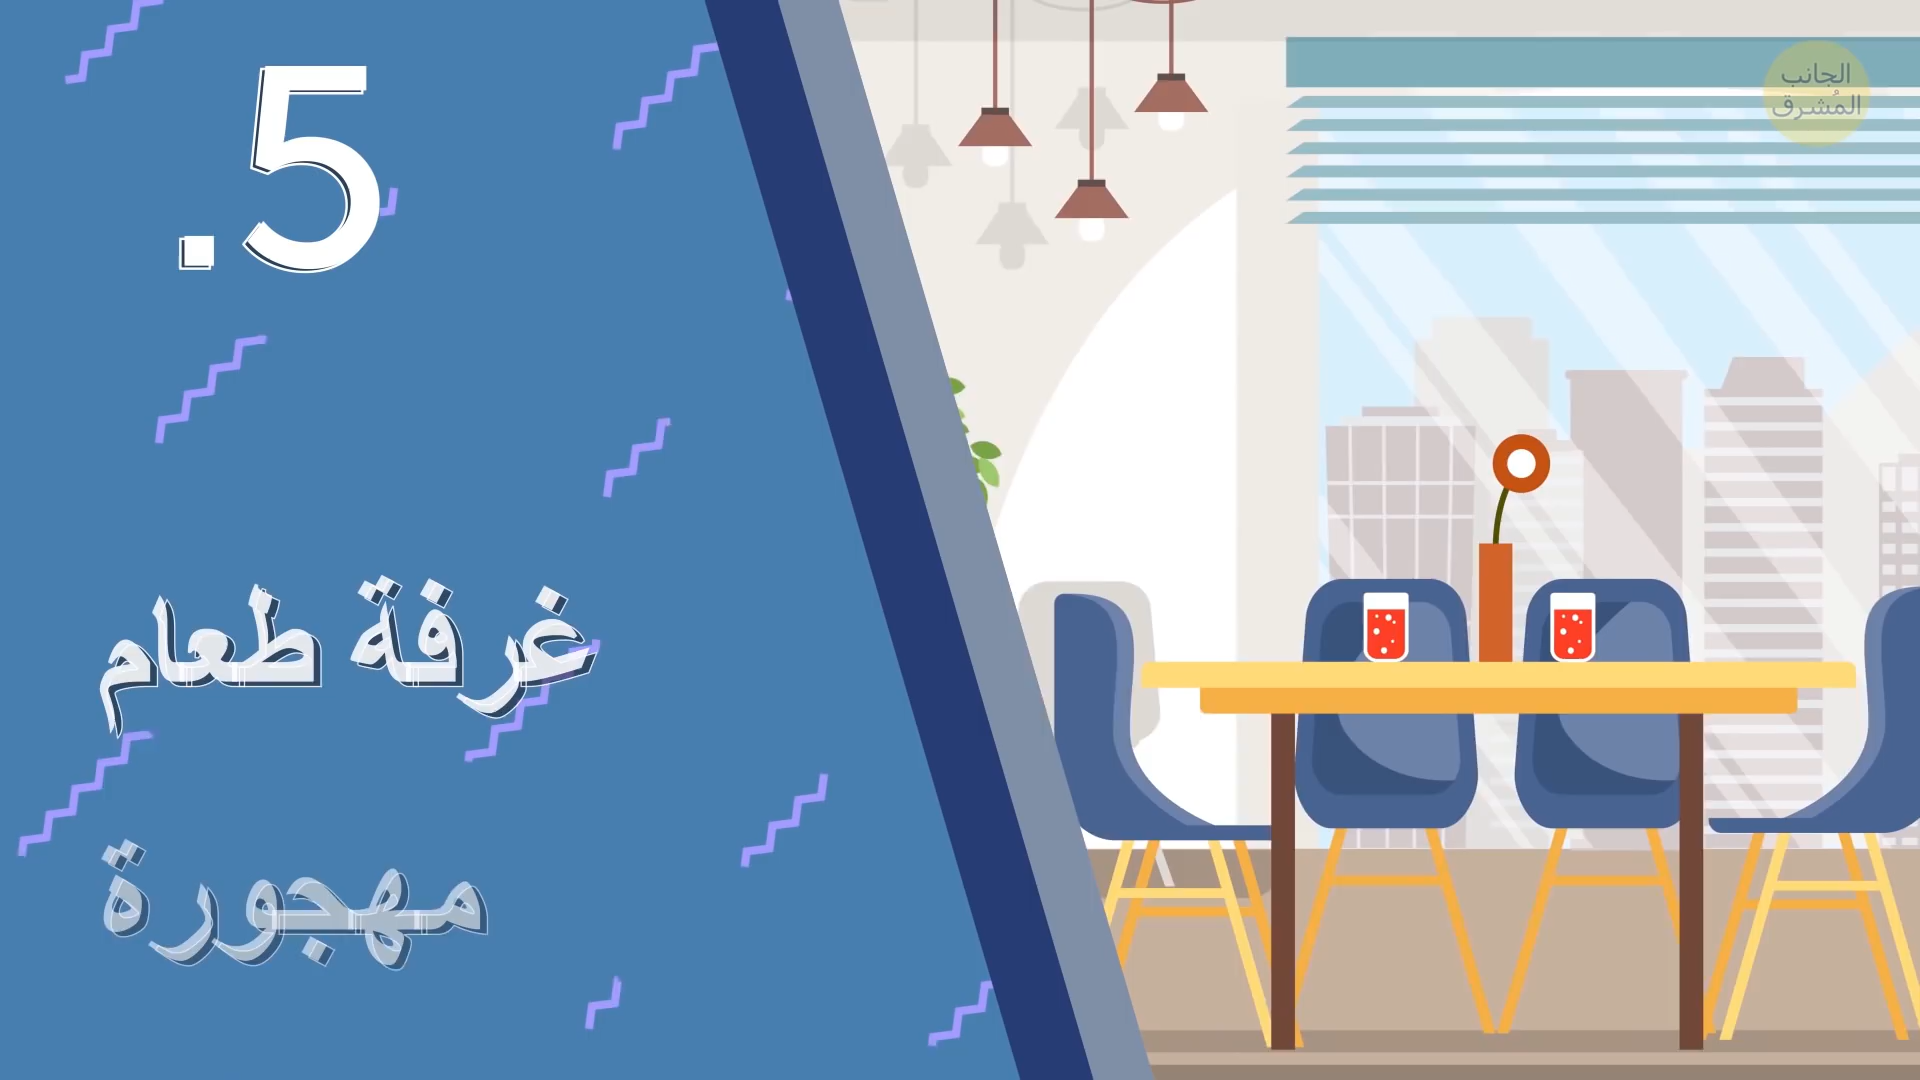 5.
غرفة طعام
مهجورة
الجانب
المُشرق